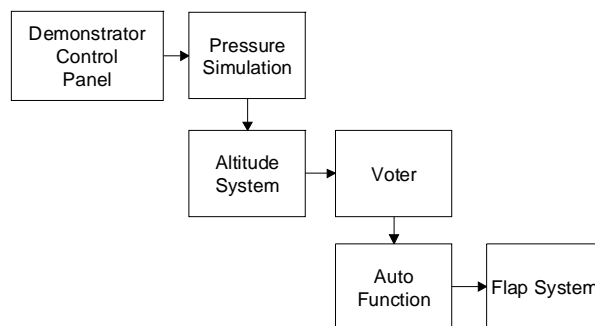 Demonstrator
Control
Panel
Pressure
Simulation
Altitude
System
Voter
Auto
Function
Flap System